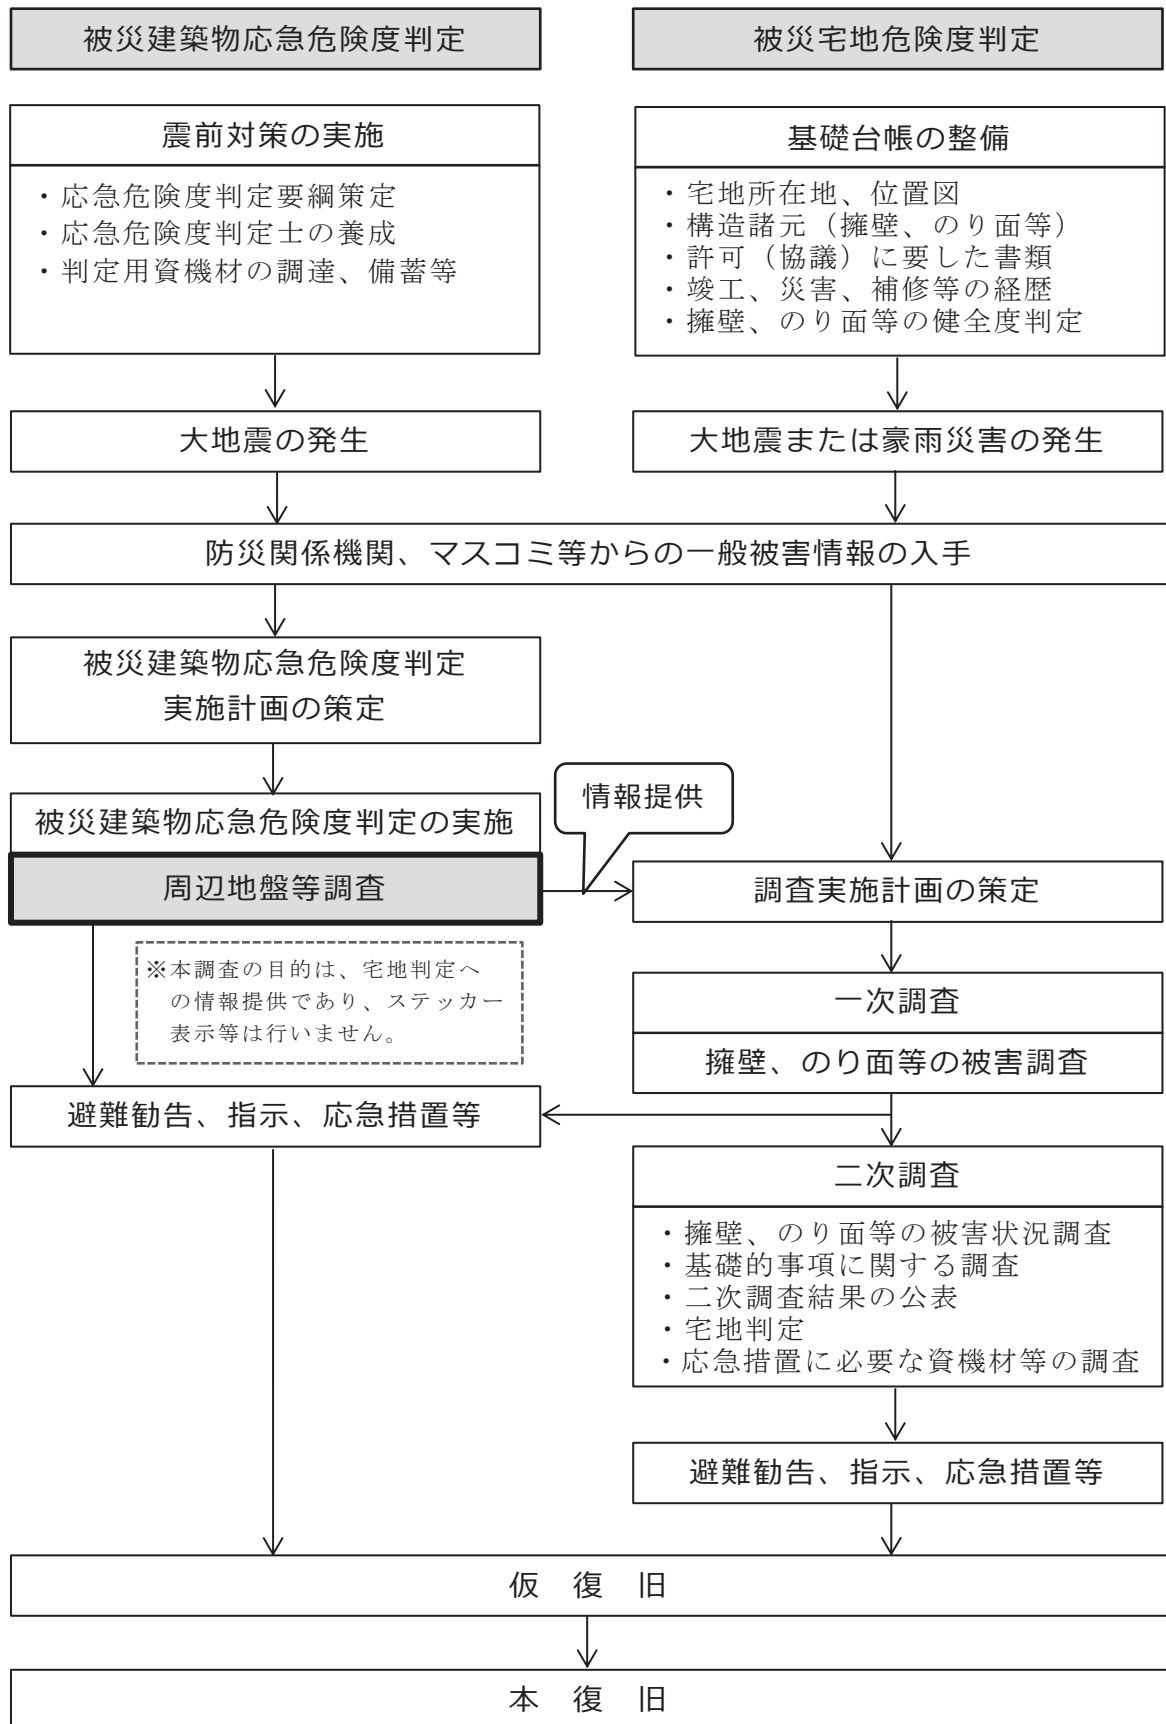 被災建築物応急危険度判定
被災宅地危険度判定
震前対策の実施
・応急危険度判定要綱策定
・応急危険度判定士の養成
・判定用資機材の調達、備蓄等
基礎台帳の整備
・宅地所在地、位置図
・構造諸元（擁壁、のり面等）
・許可（協議）に要した書類
・竣工、災害、補修等の経歴
・擁壁、のり面等の健全度判定
大地震の発生
大地震または豪雨災害の発生
防災関係機関、マスコミ等からの一般被害情報の入手
被災建築物応急危険度判定
実施計画の策定
被災建築物応急危険度判定の実施
周辺地盤等調査
情報提供
調査実施計画の策定
※本調査の目的は、宅地判定へ
の情報提供であり、ステッカー
表示等は行いません。
一次調査
擁壁、のり面等の被害調査
避難勧告、指示、応急措置等
二次調査
・擁壁、のり面等の被害状況調査
・基礎的事項に関する調査
・二次調査結果の公表
・宅地判定
・応急措置に必要な資機材等の調査
避難勧告、指示、応急措置等
仮　復　旧
本　復　旧